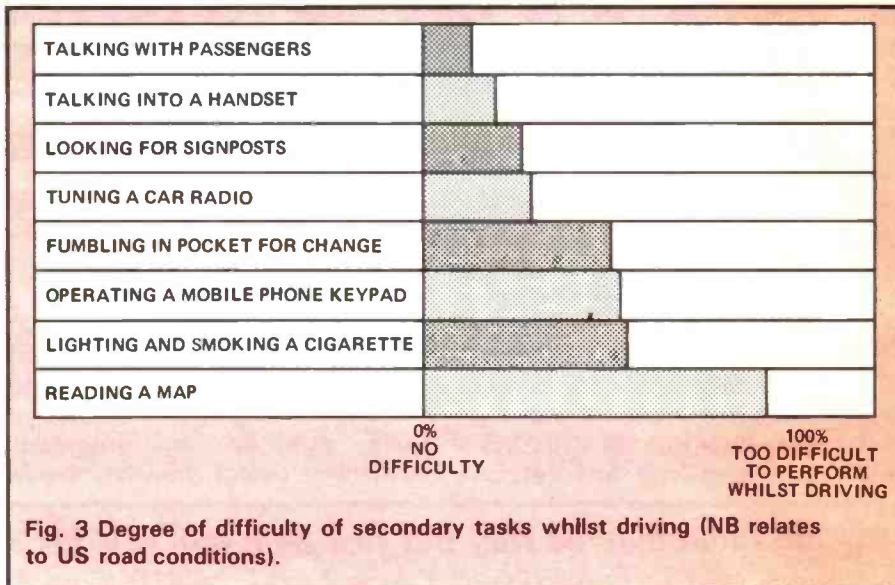 TALKING WITH PASSENGERS
TALKING INTO A HANDSET
LOOKING FOR SIGNPOSTS
TUNING A CAR RADIO
FUMBLING IN POCKET FOR CHANGE
OPERATING A MOBILE PHONE KEYPAD
LIGHTING AND SMOKING A CIGARETTE
READING A MAP
0%
NO
DIFFICULTY
100%
TOO DIFFICULT
TO PERFORM
WHILST DRIVING
Fig. 3 Degree of difficulty of secondary tasks whilst driving (NB relates
to US road conditions).